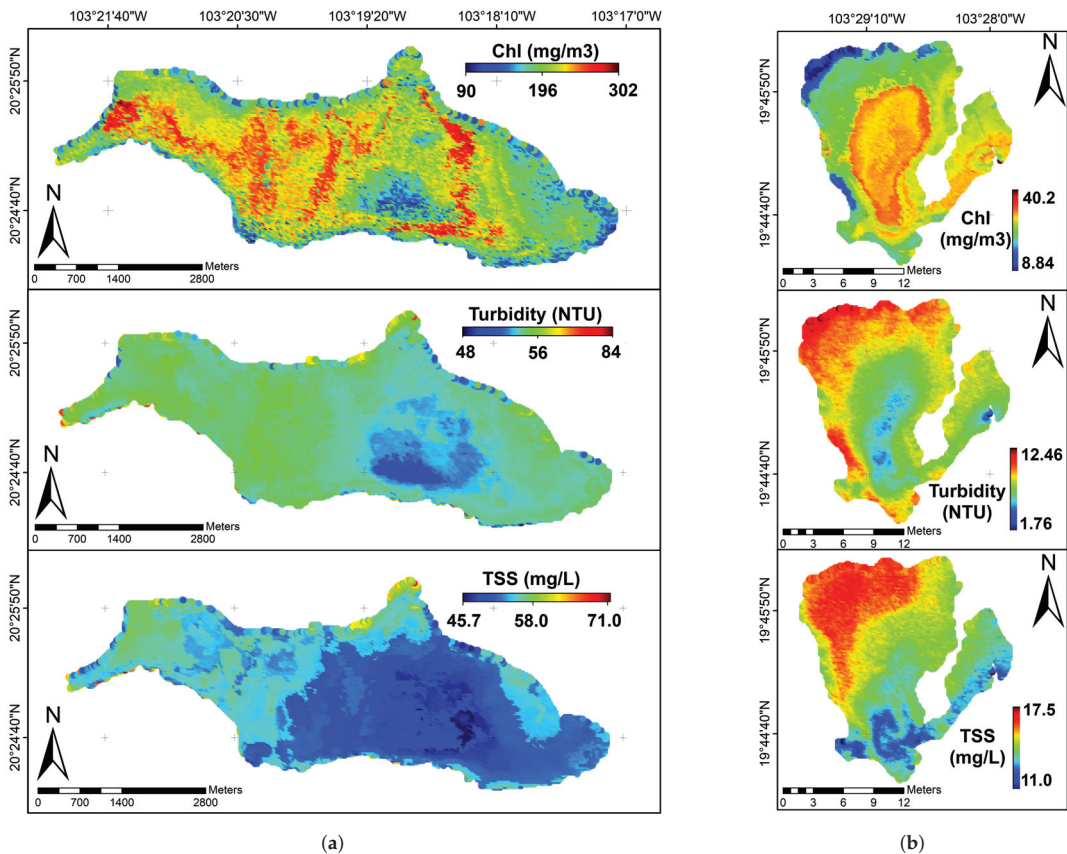 103°21'40"W 103°20'30"W 103°19'20"W 103°18'10"W 103°17'0"W
20°25'50"N
20°24'40"N
Chl (mg/m3)
90 196 302
N
Meters
0 700 1400 2800
20°25'50"N
20°24'40"N
Turbidity (NTU)
48 56 84
N
Meters
0 700 1400 2800
20°25'50"N
20°24'40"N
TSS (mg/L)
45.7 58.0 71.0
N
Meters
0 700 1400 2800
(a)
103°29'10"W 103°28'0"W
N
19°45'50"N
19°44'40"N
40.2
Chl
(mg/m3)
8.84
Meters
0 3 6 9 12
N
19°45'50"N
19°44'40"N
12.46
Turbidity
(NTU)
1.76
Meters
0 3 6 9 12
N
19°45'50"N
19°44'40"N
17.5
TSS
(mg/L)
11.0
Meters
0 3 6 9 12
(b)